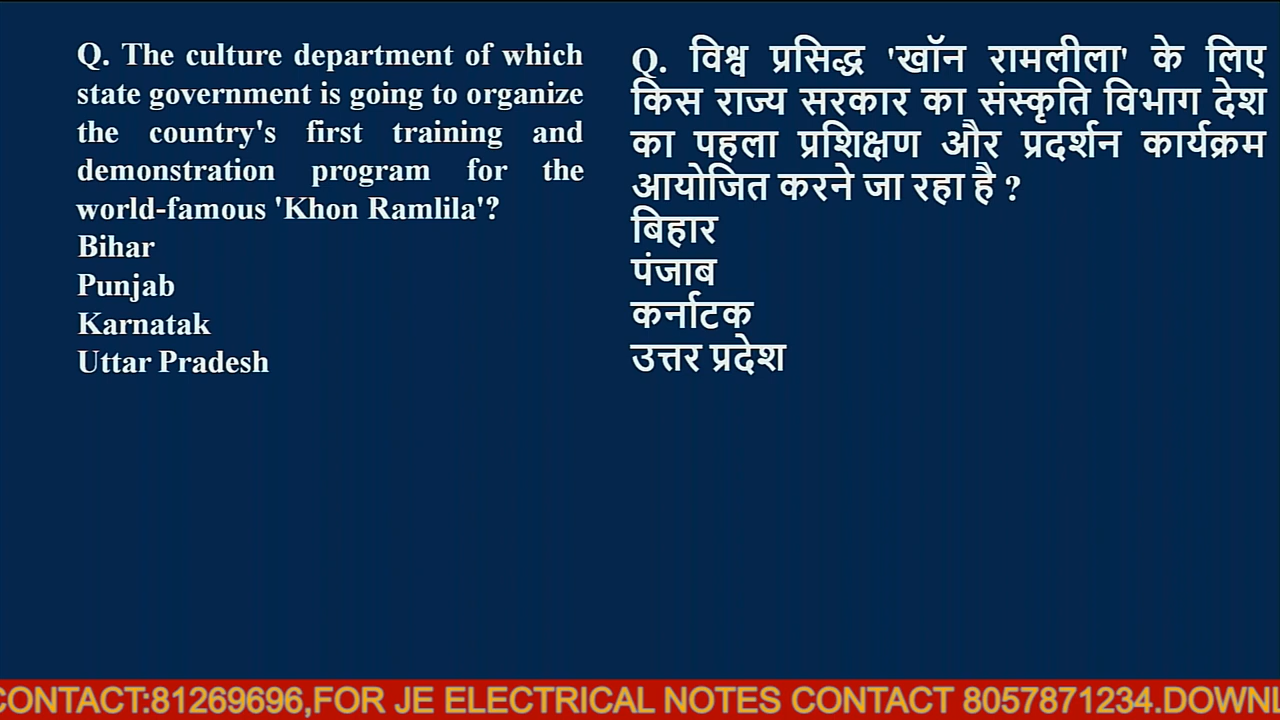 Q. The culture department of which
state government is going to organize
the country's first training and
demonstration program for the
world-famous 'Khon Ramlila'?
Bihar
Punjab
Karnatak
Uttar Pradesh
Q. विश्व प्रसिद्ध 'खॉन रामलीला' के लिए
किस राज्य सरकार का संस्कृति विभाग देश
का पहला प्रशिक्षण और प्रदर्शन कार्यक्रम
आयोजित करने जा रहा है ?
बिहार
पंजाब
कर्नाटक
उत्तर प्रदेश
CONTACT:81269696,FOR JE ELECTRICAL NOTES CONTACT 8057871234.DOWNL